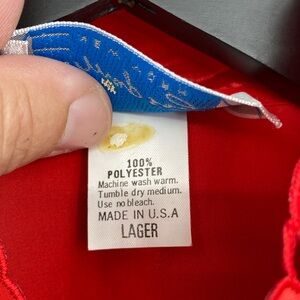 100%
POLYESTER
Machine wash warm.
Tumble dry medium.
Use no bleach.
MADE IN U.S.A
LAGER